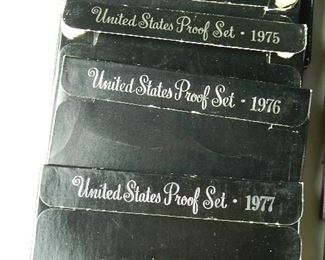 United States Proof Set · 1975
United States Proof Set · 1976
United States Proof Set · 1977